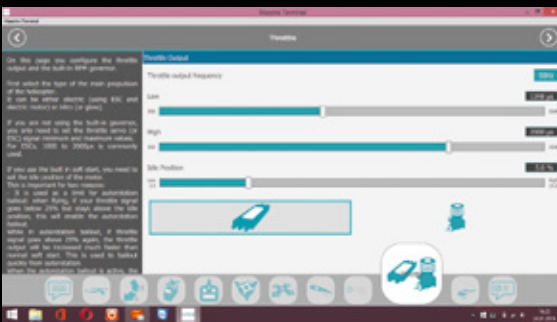 Ikaptis Terminal
Throttle
On this page you configure the throttle
output and the built-in RPM governor.
First select the type of the main propulsion
of the helicopter.
It can be either electric (using ESC and
electric motor) or nitro (or glow).
If you are not using the built-in governor,
you only need to set the throttle servo (or
ESC) signal minimum and maximum values.
For ESCs, 1000 to 2000µs is commonly
used.
If you use the built in soft start, you need to
set the idle position of the motor.
This is important for two reasons:
- It is used as a limit for autorotation
bailout: when flying, if your throttle signal
goes below 25% but stays above the idle
position, this will enable the autorotation
bailout.
While in autorotation bailout, if throttle
signal goes above 25% again, the throttle
output will be increased much faster than
normal soft start. This is used to bailout
quickly from autorotation.
When the autorotation bailout is active, the
Throttle Output
Throttle output frequency
50Hz
Low
High
Idle Position
5.0 %